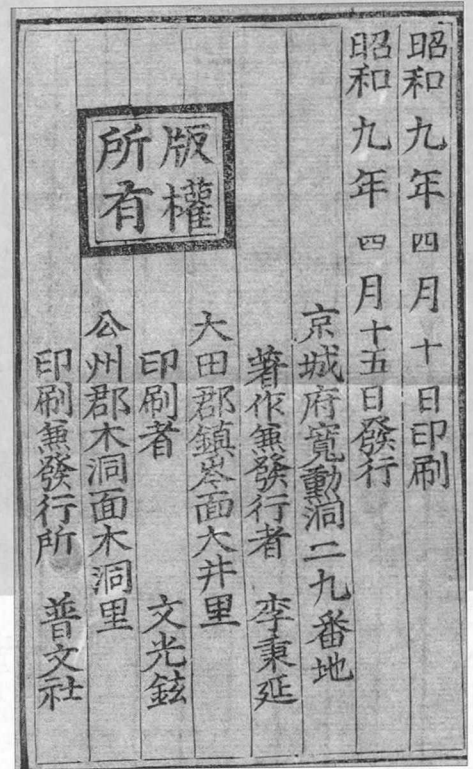 昭和九年四月十日印刷
昭和九年四月十五日發行
京城府寬勳洞二九番地
著作兼發行者 李秉延
大田郡鎮岑面大井里
印刷者 文光鉉
公州郡木洞面木洞里
印刷兼發行所 普文社
版權
所有